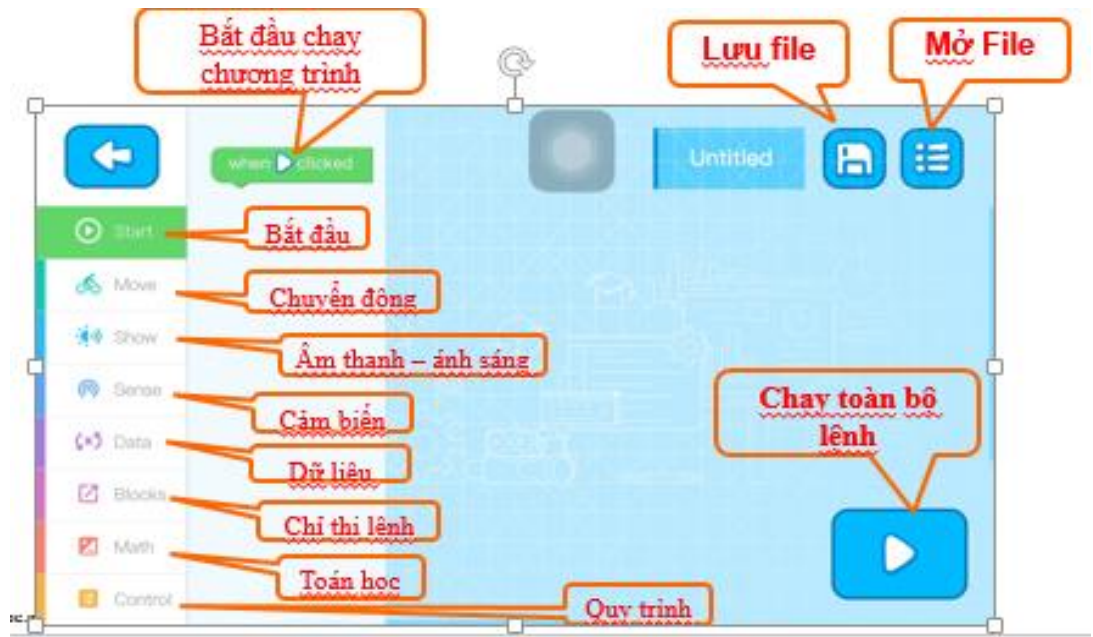 Bắt đầu chạy
chương trình
Lưu file
Mở File
when clicked
Untitled
Start
Bắt đầu
Move
Chuyển động
Show
Âm thanh – ánh sáng
Sense
Cảm biến
Chạy toàn bộ
lệnh
Data
Dữ liệu
Blocks
Chỉ thị lệnh
Math
Toán học
Control
Quy trình